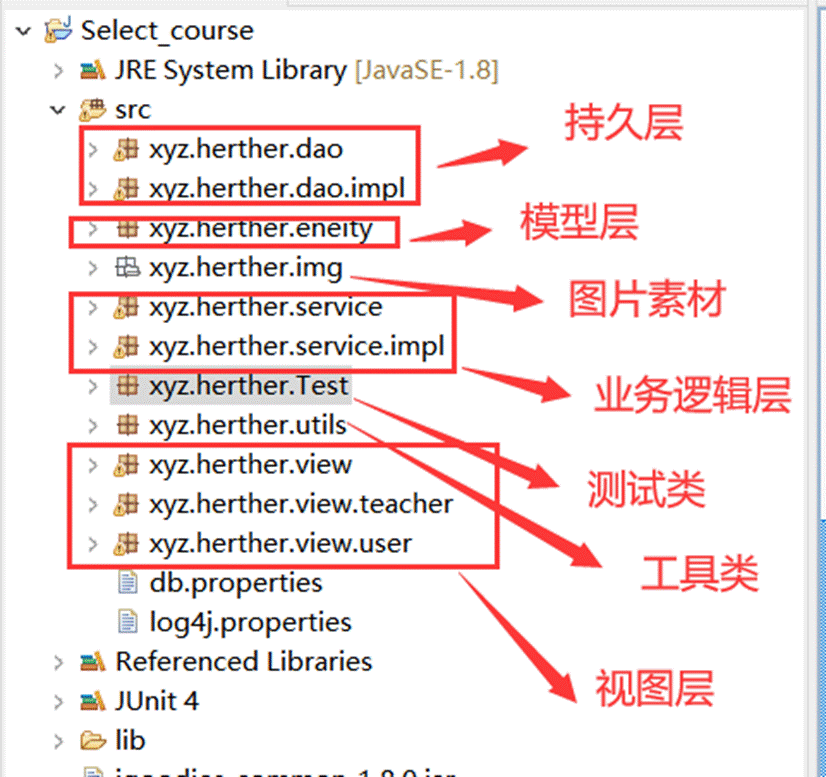 Select_course
JRE System Library [JavaSE-1.8]
src
xyz.herther.dao
持久层
xyz.herther.dao.impl
xyz.herther.eneity
模型层
xyz.herther.img
图片素材
xyz.herther.service
xyz.herther.service.impl
业务逻辑层
xyz.herther.Test
xyz.herther.utils
xyz.herther.view
测试类
xyz.herther.view.teacher
xyz.herther.view.user
工具类
db.properties
log4j.properties
Referenced Libraries
视图层
JUnit 4
lib